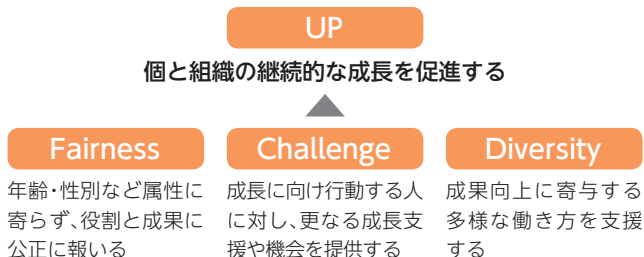 UP
個と組織の継続的な成長を促進する
Fairness
年齢・性別など属性に
寄らず、役割と成果に
公正に報いる
Challenge
成長に向け行動する人
に対し、更なる成長支
援や機会を提供する
Diversity
成果向上に寄与する
多様な働き方を支援
する